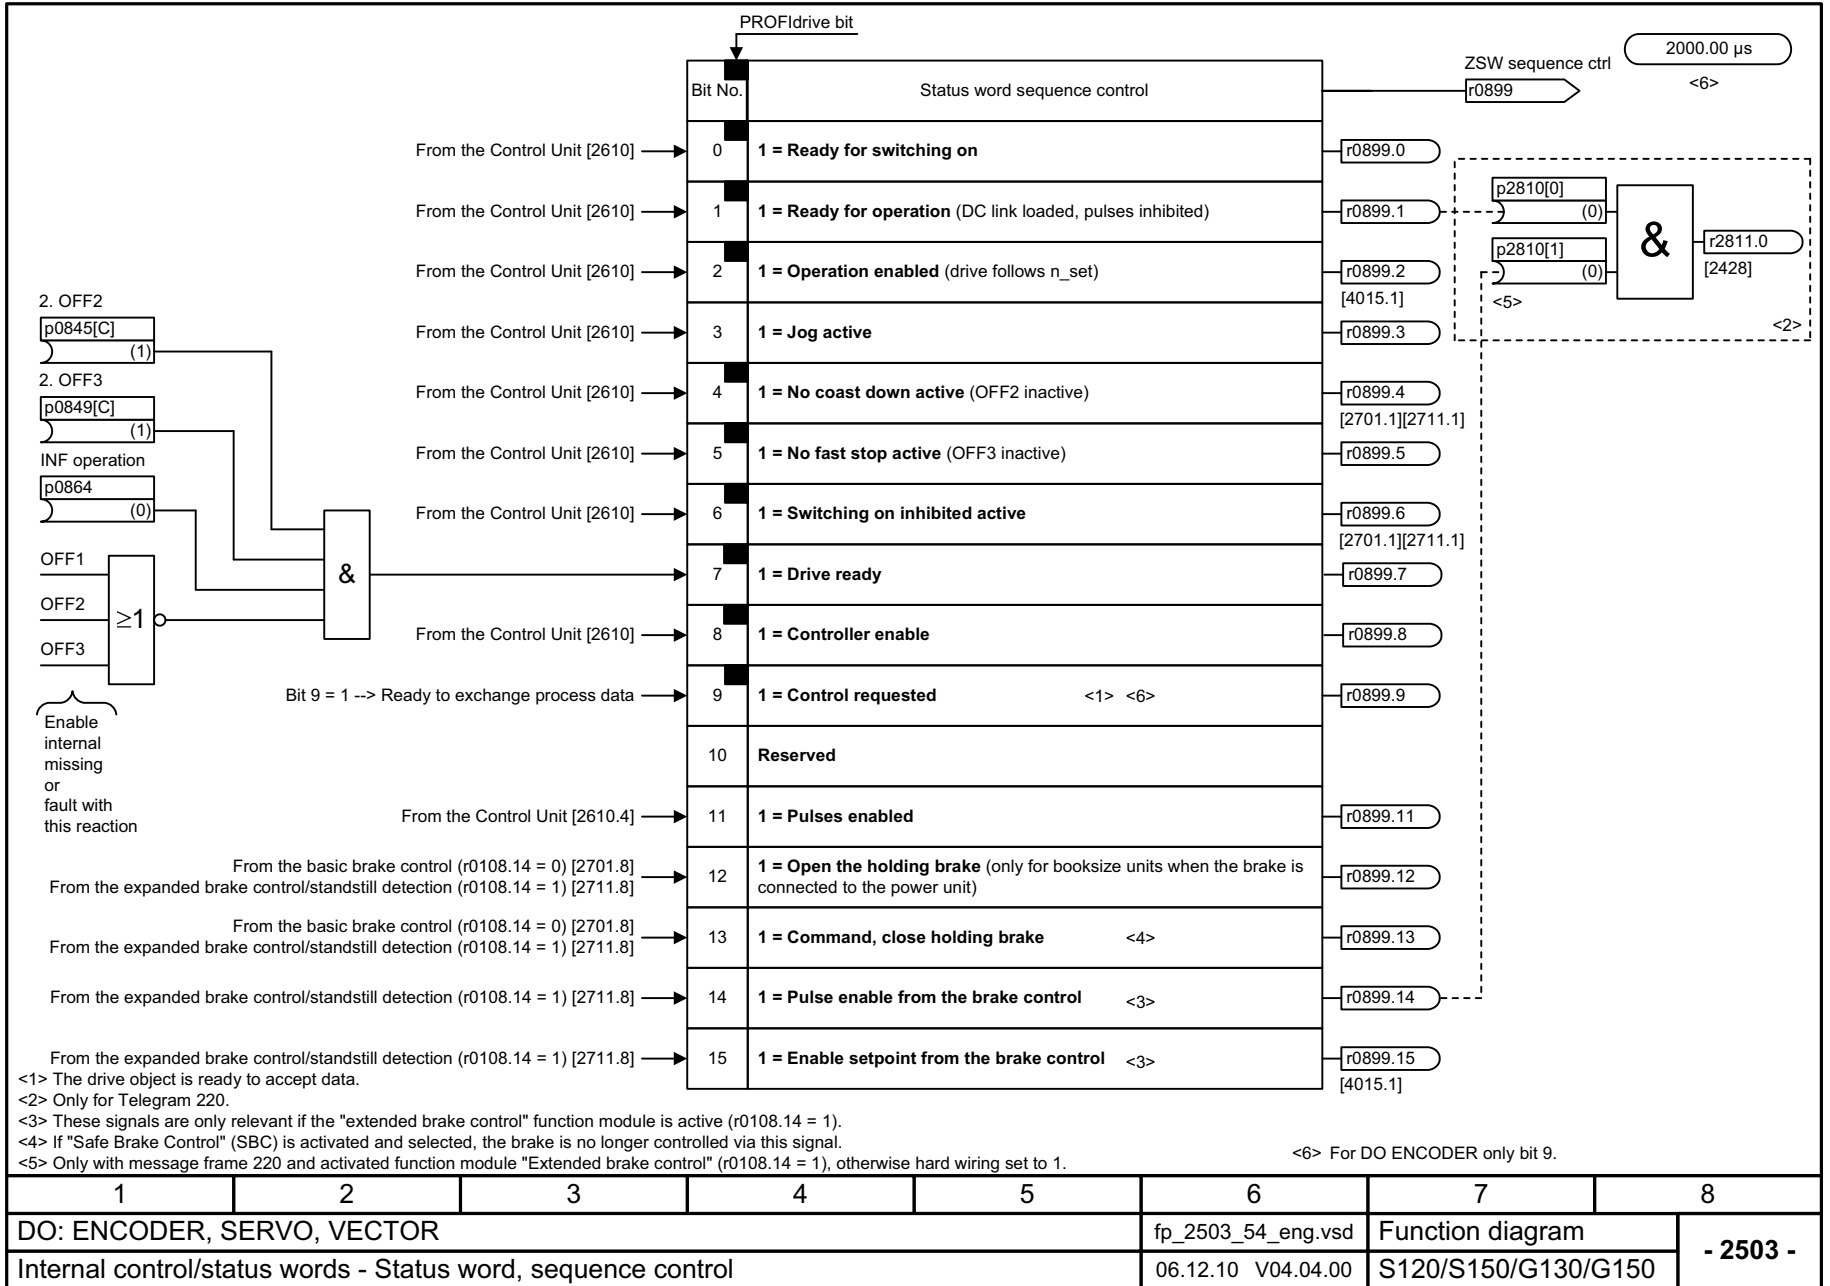 PROFIdrive bit
2000.00 µs
<6>
ZSW sequence ctrl
r0899
Bit No.
Status word sequence control
From the Control Unit [2610]
0
1 = Ready for switching on
r0899.0
From the Control Unit [2610]
1
1 = Ready for operation (DC link loaded, pulses inhibited)
r0899.1
From the Control Unit [2610]
2
1 = Operation enabled (drive follows n_set)
r0899.2
[4015.1]
From the Control Unit [2610]
3
1 = Jog active
r0899.3
From the Control Unit [2610]
4
1 = No coast down active (OFF2 inactive)
r0899.4
[2701.1][2711.1]
From the Control Unit [2610]
5
1 = No fast stop active (OFF3 inactive)
r0899.5
From the Control Unit [2610]
6
1 = Switching on inhibited active
r0899.6
[2701.1][2711.1]
7
1 = Drive ready
r0899.7
From the Control Unit [2610]
8
1 = Controller enable
r0899.8
Bit 9 = 1 --> Ready to exchange process data
9
1 = Control requested <1> <6>
r0899.9
10
Reserved
From the Control Unit [2610.4]
11
1 = Pulses enabled
r0899.11
From the basic brake control (r0108.14 = 0) [2701.8]
From the expanded brake control/standstill detection (r0108.14 = 1) [2711.8]
12
1 = Open the holding brake (only for booksize units when the brake is
connected to the power unit)
r0899.12
From the basic brake control (r0108.14 = 0) [2701.8]
From the expanded brake control/standstill detection (r0108.14 = 1) [2711.8]
13
1 = Command, close holding brake <4>
r0899.13
From the expanded brake control/standstill detection (r0108.14 = 1) [2711.8]
14
1 = Pulse enable from the brake control <3>
r0899.14
From the expanded brake control/standstill detection (r0108.14 = 1) [2711.8]
15
1 = Enable setpoint from the brake control <3>
r0899.15
[4015.1]
p2810[0]
(0)
p2810[1]
(0)
<5>
&
r2811.0
[2428]
<2>
2. OFF2
p0845[C]
(1)
2. OFF3
p0849[C]
(1)
INF operation
p0864
(0)
OFF1
OFF2
OFF3
≥1
&
Enable
internal
missing
or
fault with
this reaction
<1> The drive object is ready to accept data.
<2> Only for Telegram 220.
<3> These signals are only relevant if the "extended brake control" function module is active (r0108.14 = 1).
<4> If "Safe Brake Control" (SBC) is activated and selected, the brake is no longer controlled via this signal.
<5> Only with message frame 220 and activated function module "Extended brake control" (r0108.14 = 1), otherwise hard wiring set to 1.
<6> For DO ENCODER only bit 9.
1 2 3 4 5 6 7 8
DO: ENCODER, SERVO, VECTOR
fp_2503_54_eng.vsd
Function diagram
- 2503 -
Internal control/status words - Status word, sequence control
06.12.10 V04.04.00
S120/S150/G130/G150